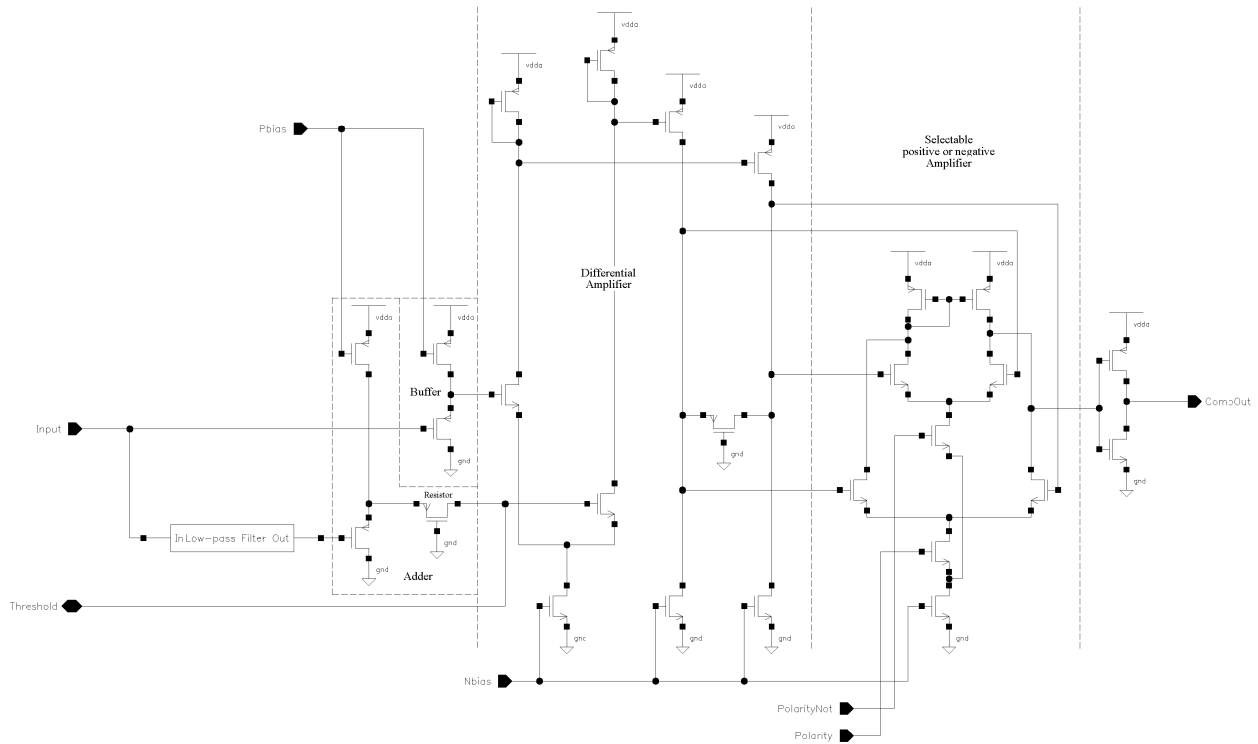 vdda
vdda
vdda
vdda
Pbias
Selectable
positive or negative
Amplifier
Differential
Amplifier
vdda
vdda
vdda
vdda
vdda
Buffer
Input
CompOut
gnd
gnd
gnd
Resistor
InLow-pass Filter Out
gnd
gnd
Adder
Threshold
gnc
gnd
gnd
gnd
Nbias
PolarityNot
Polarity